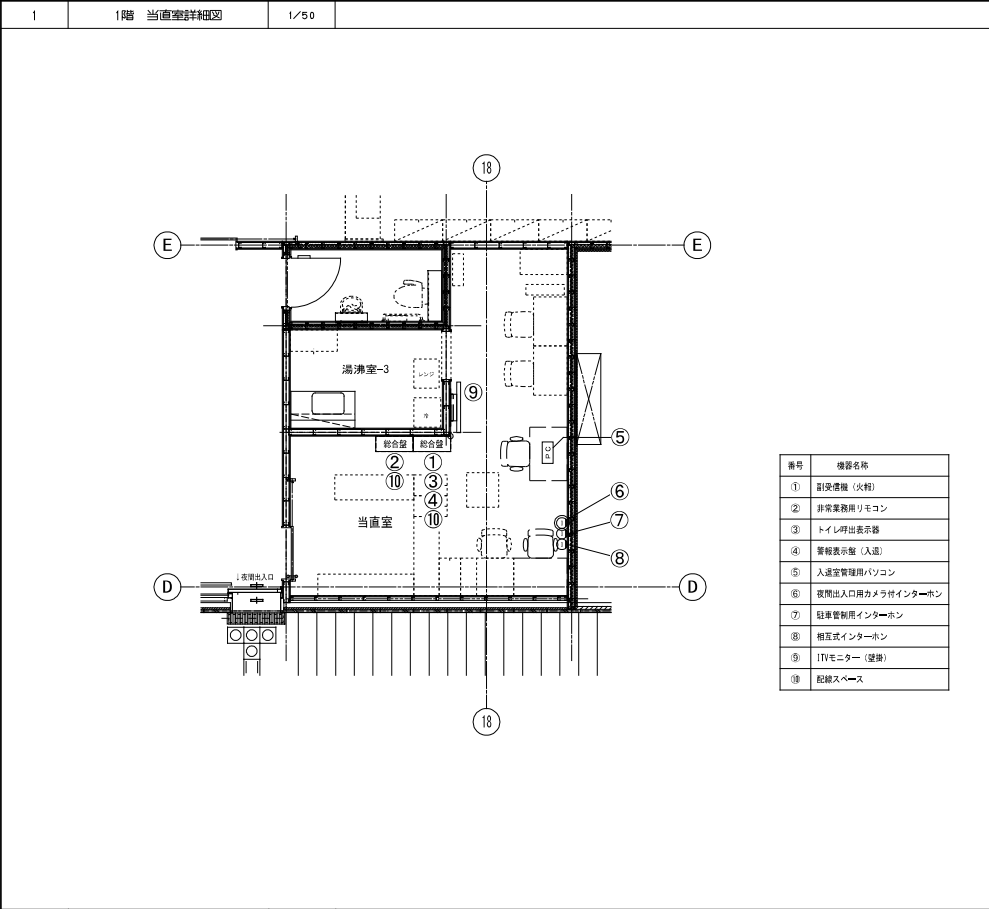 1 1階 当直室詳細図 1/50
18
E E
湯沸室-3
レンジ
⑨
冷
総合盤 総合盤
② ①
⑩ ③
④
⑩
⑤
PC
当直室
⑥
⑦
⑧
↓夜間出入口
D D
18
番号 機器名称
① 副受信機（火報）
② 非常業務用リモコン
③ トイレ呼出表示器
④ 警報表示盤（入退）
⑤ 入退室管理用パソコン
⑥ 夜間出入口用カメラ付インターホン
⑦ 駐車管制用インターホン
⑧ 相互式インターホン
⑨ ITVモニター（壁掛）
⑩ 配線スペース